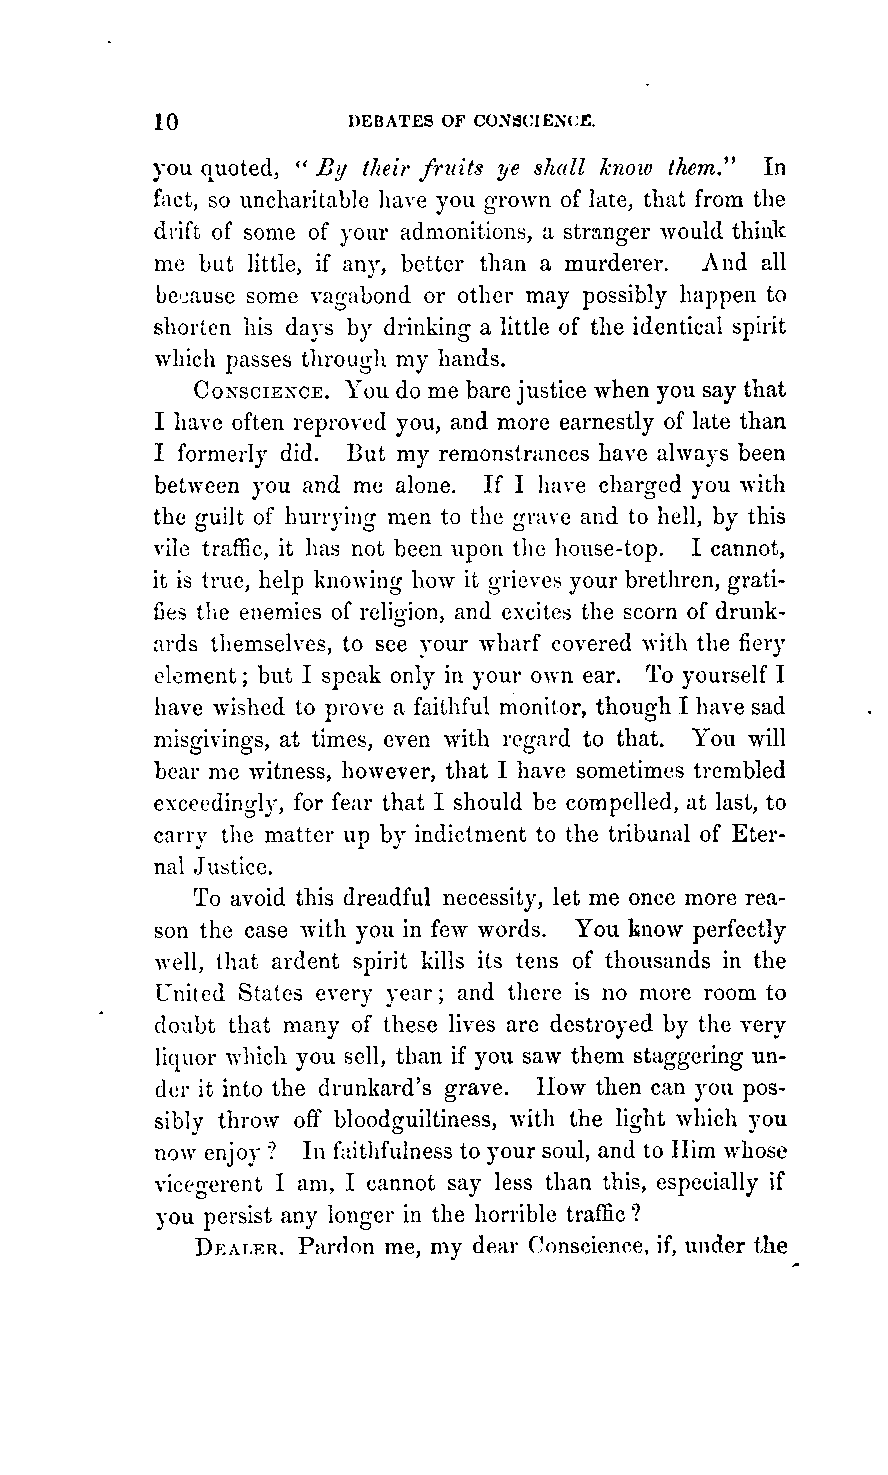 10 DEBATES OF CONSCIENCE.
you quoted, " By their fruits ye shall know them." In
fact, so uncharitable have you grown of late, that from the
drift of some of your admonitions, a stranger would think
me but little, if any, better than a murderer. And all
because some vagabond or other may possibly happen to
shorten his days by drinking a little of the identical spirit
which passes through my hands.
CONSCIENCE. You do me bare justice when you say that
I have often reproved you, and more earnestly of late than
I formerly did. But my remonstrances have always been
between you and me alone. If I have charged you with
the guilt of hurrying men to the grave and to hell, by this
vile traffic, it has not been upon the house-top. I cannot,
it is true, help knowing how it grieves your brethren, grati-
fies the enemies of religion, and excites the scorn of drunk-
ards themselves, to see your wharf covered with the fiery
element; but I speak only in your own ear. To yourself I
have wished to prove a faithful monitor, though I have sad
misgivings, at times, even with regard to that. You will
bear me witness, however, that I have sometimes trembled
exceedingly, for fear that I should be compelled, at last, to
carry the matter up by indictment to the tribunal of Eter-
nal Justice.
To avoid this dreadful necessity, let me once more rea-
son the case with you in few words. You know perfectly
well, that ardent spirit kills its tens of thousands in the
United States every year; and there is no more room to
doubt that many of these lives are destroyed by the very
liquor which you sell, than if you saw them staggering un-
der it into the drunkard's grave. How then can you pos-
sibly throw off bloodguiltiness, with the light which you
now enjoy? In faithfulness to your soul, and to Him whose
vicegerent I am, I cannot say less than this, especially if
you persist any longer in the horrible traffic?
DEALER. Pardon me, my dear Conscience, if, under the